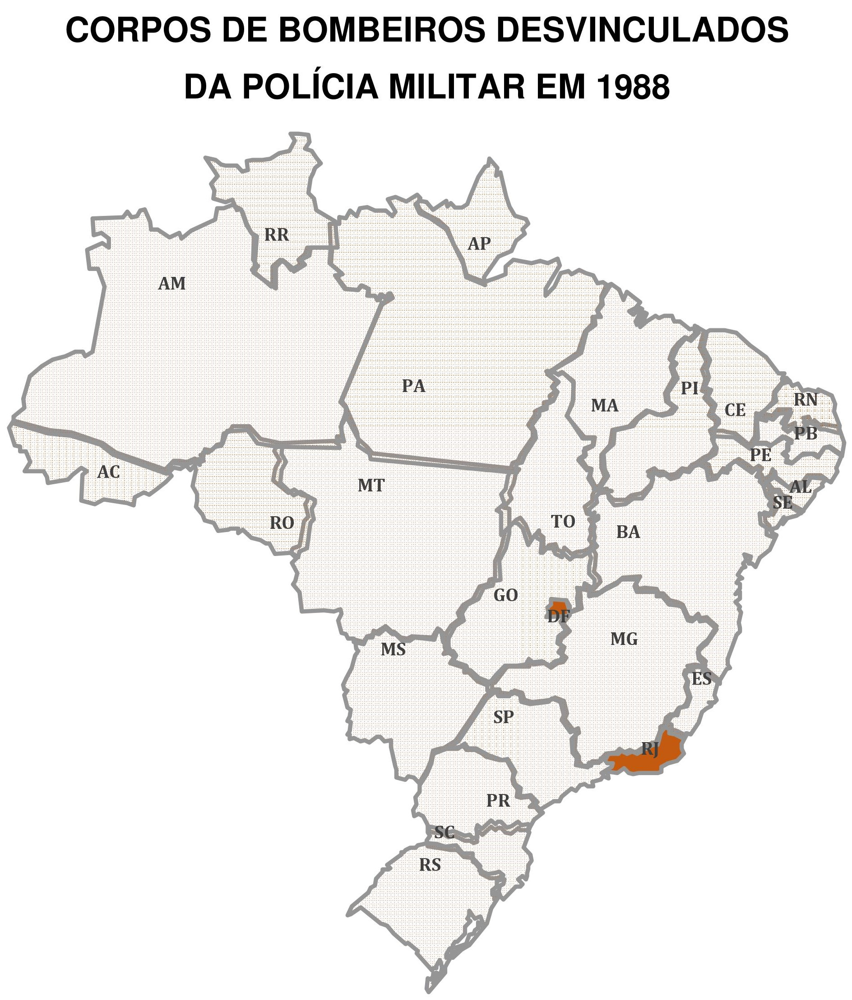 CORPOS DE BOMBEIROS DESVINCULADOS
DA POLÍCIA MILITAR EM 1988
RR
AP
AM
PA
MA
PI
CE
RN
PB
PE
AL
SE
AC
MT
RO
TO
BA
GO
DF
MG
MS
ES
SP
RJ
PR
SC
RS